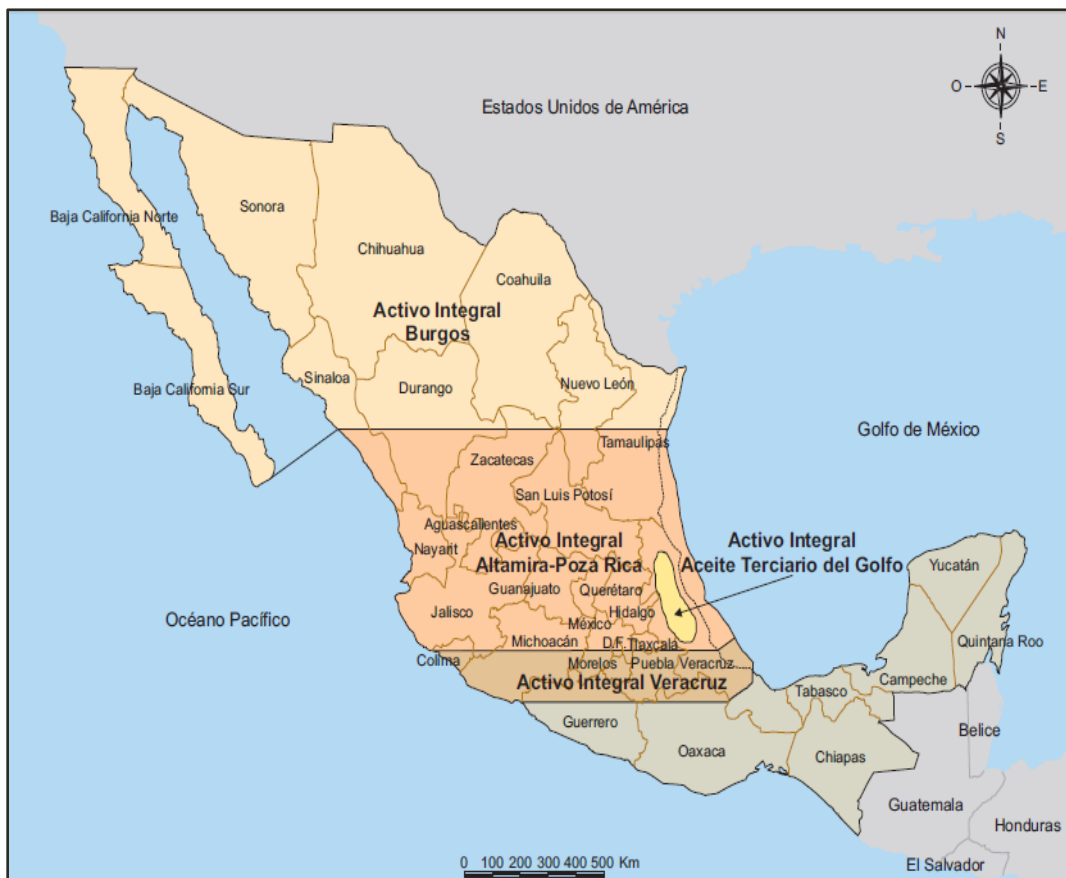 N
O
E
S
Estados Unidos de América
Baja California Norte
Sonora
Chihuahua
Coahuila
Activo Integral
Burgos
Baja California Sur
Sinaloa
Durango
Nuevo León
Golfo de México
Tamaulipas
Zacatecas
San Luis Potosí
Aguascalientes
Nayarit
Activo Integral
Altamira-Poza Rica
Activo Integral
Aceite Terciario del Golfo
Guanajuato
Querétaro
Jalisco
Hidalgo
México
Michoacán
D.F.
Tlaxcala
Océano Pacífico
Yucatán
Quintana Roo
Campeche
Colima
Morelos
Puebla
Veracruz
Activo Integral Veracruz
Tabasco
Guerrero
Oaxaca
Chiapas
Belice
Guatemala
Honduras
El Salvador
0 100 200 300 400 500 Km